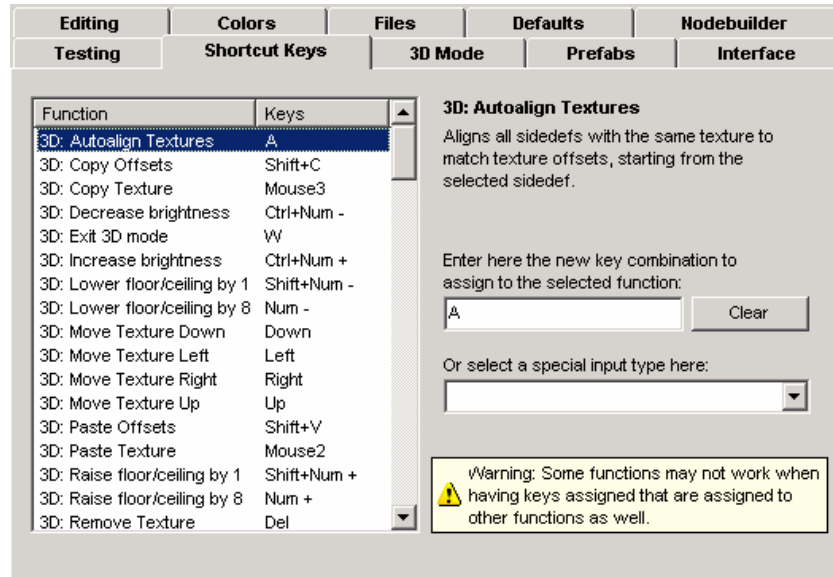 Editing Colors Files Defaults Nodebuilder
Testing Shortcut Keys 3D Mode Prefabs Interface
Function Keys
3D: Autoalign Textures A
3D: Copy Offsets Shift+C
3D: Copy Texture Mouse3
3D: Decrease brightness Ctrl+Num -
3D: Exit 3D mode W
3D: Increase brightness Ctrl+Num +
3D: Lower floor/ceiling by 1 Shift+Num -
3D: Lower floor/ceiling by 8 Num -
3D: Move Texture Down Down
3D: Move Texture Left Left
3D: Move Texture Right Right
3D: Move Texture Up Up
3D: Paste Offsets Shift+V
3D: Paste Texture Mouse2
3D: Raise floor/ceiling by 1 Shift+Num +
3D: Raise floor/ceiling by 8 Num +
3D: Remove Texture Del
3D: Autoalign Textures
Aligns all sidedefs with the same texture to
match texture offsets, starting from the
selected sidedef.
Enter here the new key combination to
assign to the selected function:
A Clear
Or select a special input type here:
Warning: Some functions may not work when
having keys assigned that are assigned to
other functions as well.